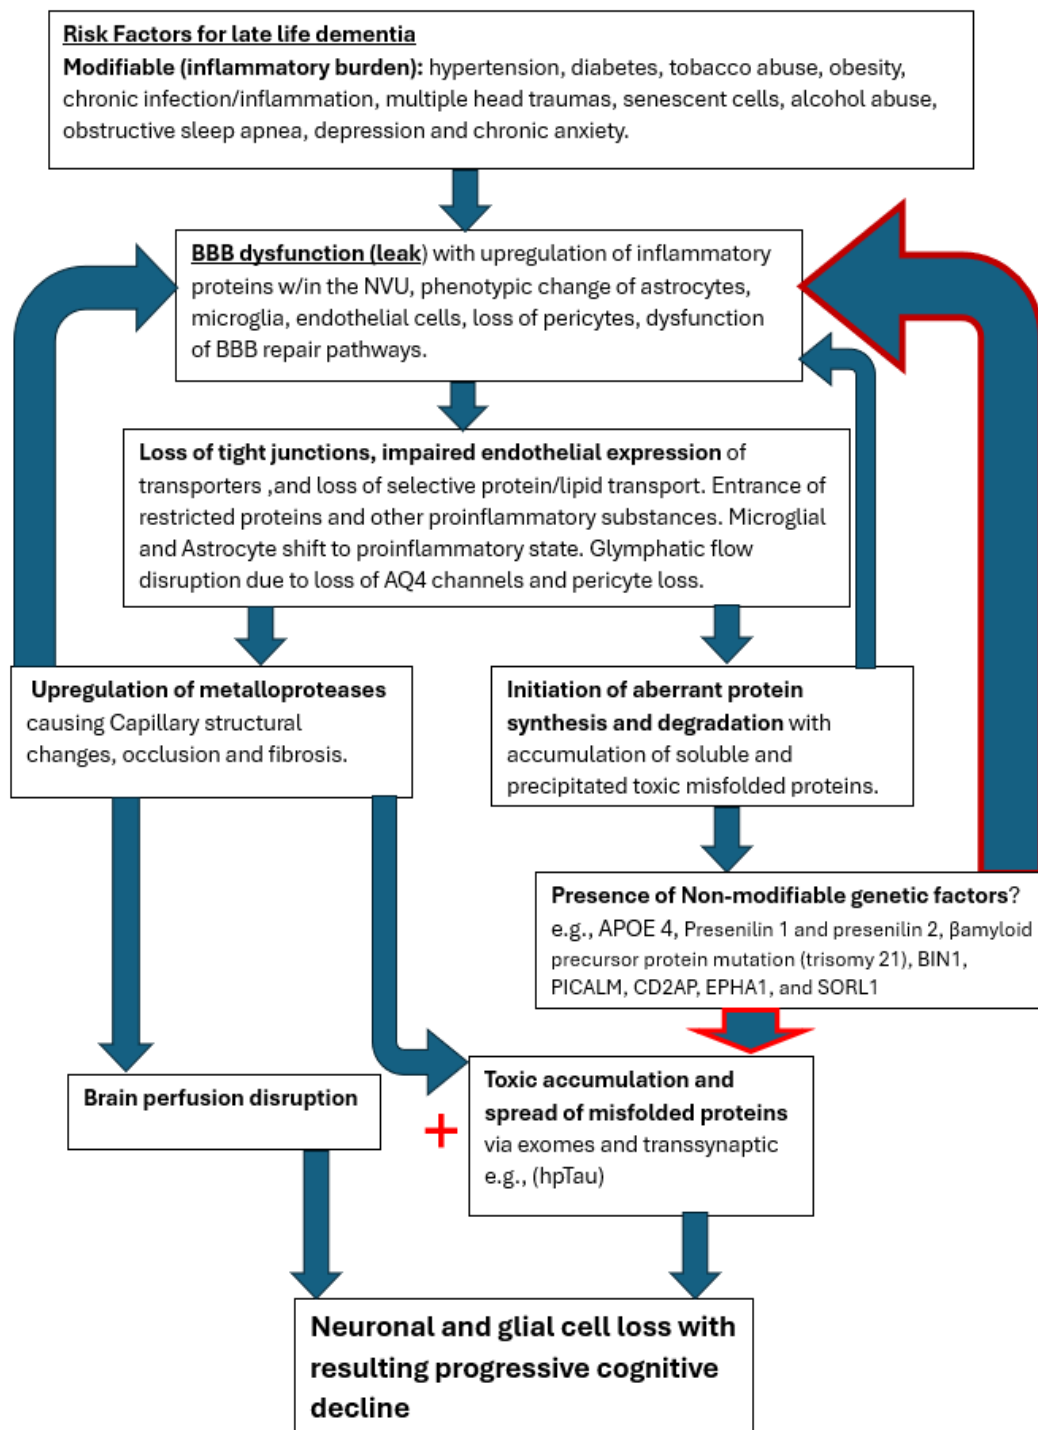 Risk Factors for late life dementia
Modifiable (inflammatory burden): hypertension, diabetes, tobacco abuse, obesity,
chronic infection/inflammation, multiple head traumas, senescent cells, alcohol abuse,
obstructive sleep apnea, depression and chronic anxiety.
BBB dysfunction (leak) with upregulation of inflammatory
proteins w/in the NVU, phenotypic change of astrocytes,
microglia, endothelial cells, loss of pericytes, dysfunction
of BBB repair pathways.
Loss of tight junctions, impaired endothelial expression of
transporters ,and loss of selective protein/lipid transport. Entrance of
restricted proteins and other proinflammatory substances. Microglial
and Astrocyte shift to proinflammatory state. Glymphatic flow
disruption due to loss of AQ4 channels and pericyte loss.
Upregulation of metalloproteases
causing Capillary structural
changes, occlusion and fibrosis.
Initiation of aberrant protein
synthesis and degradation with
accumulation of soluble and
precipitated toxic misfolded proteins.
Presence of Non-modifiable genetic factors?
e.g., APOE 4, Presenilin 1 and presenilin 2, βamyloid
precursor protein mutation (trisomy 21), BIN1,
PICALM, CD2AP, EPHA1, and SORL1
Brain perfusion disruption
+
Toxic accumulation and
spread of misfolded proteins
via exomes and transsynaptic
e.g., (hpTau)
Neuronal and glial cell loss with
resulting progressive cognitive
decline